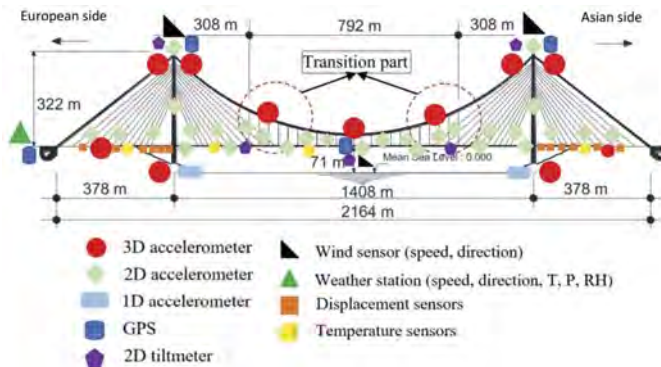 European side
308 m
792 m
308 m
Asian side
Transition part
322 m
71 m
Mean Sea Level : 0.000
378 m
1408 m
378 m
2164 m
3D accelerometer
2D accelerometer
1D accelerometer
GPS
2D tiltmeter
Wind sensor (speed, direction)
Weather station (speed, direction, T, P, RH)
Displacement sensors
Temperature sensors